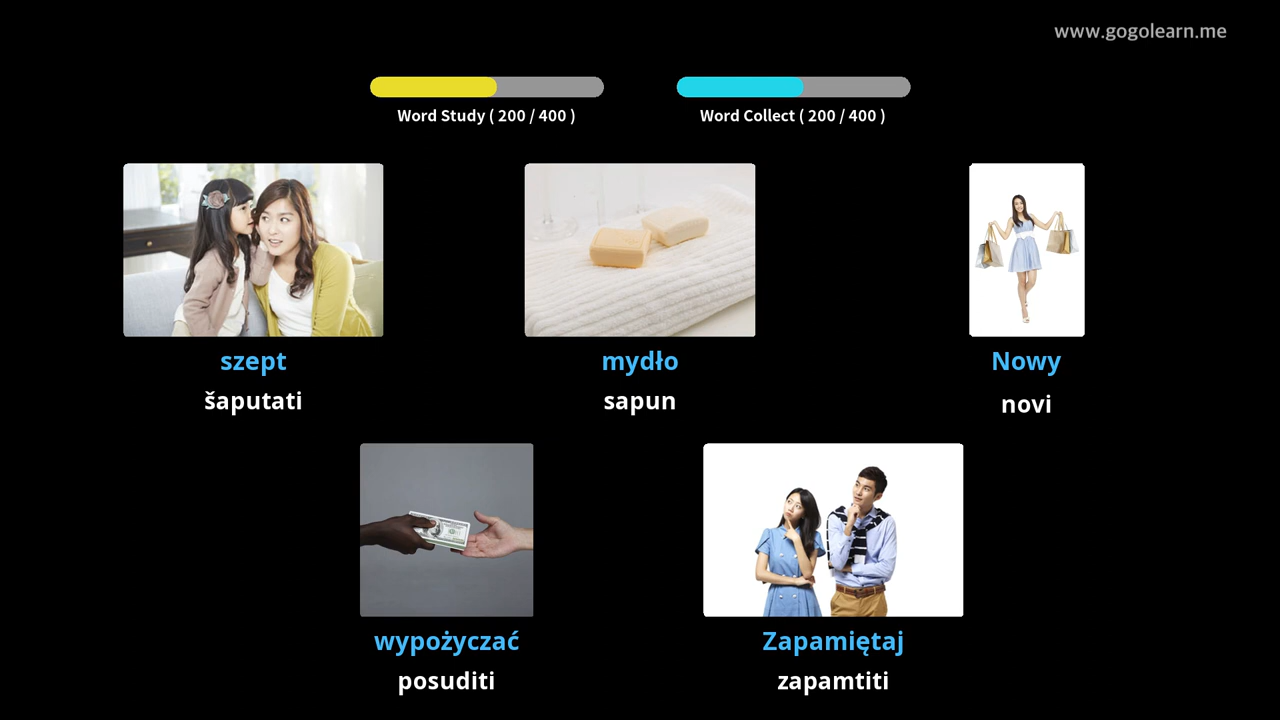 www.gogolearn.me
Word Study ( 200 / 400 )
Word Collect ( 200 / 400 )
szept
mydło
Nowy
šaputati
sapun
novi
wypożyczać
Zapamiętaj
posuditi
zapamtiti